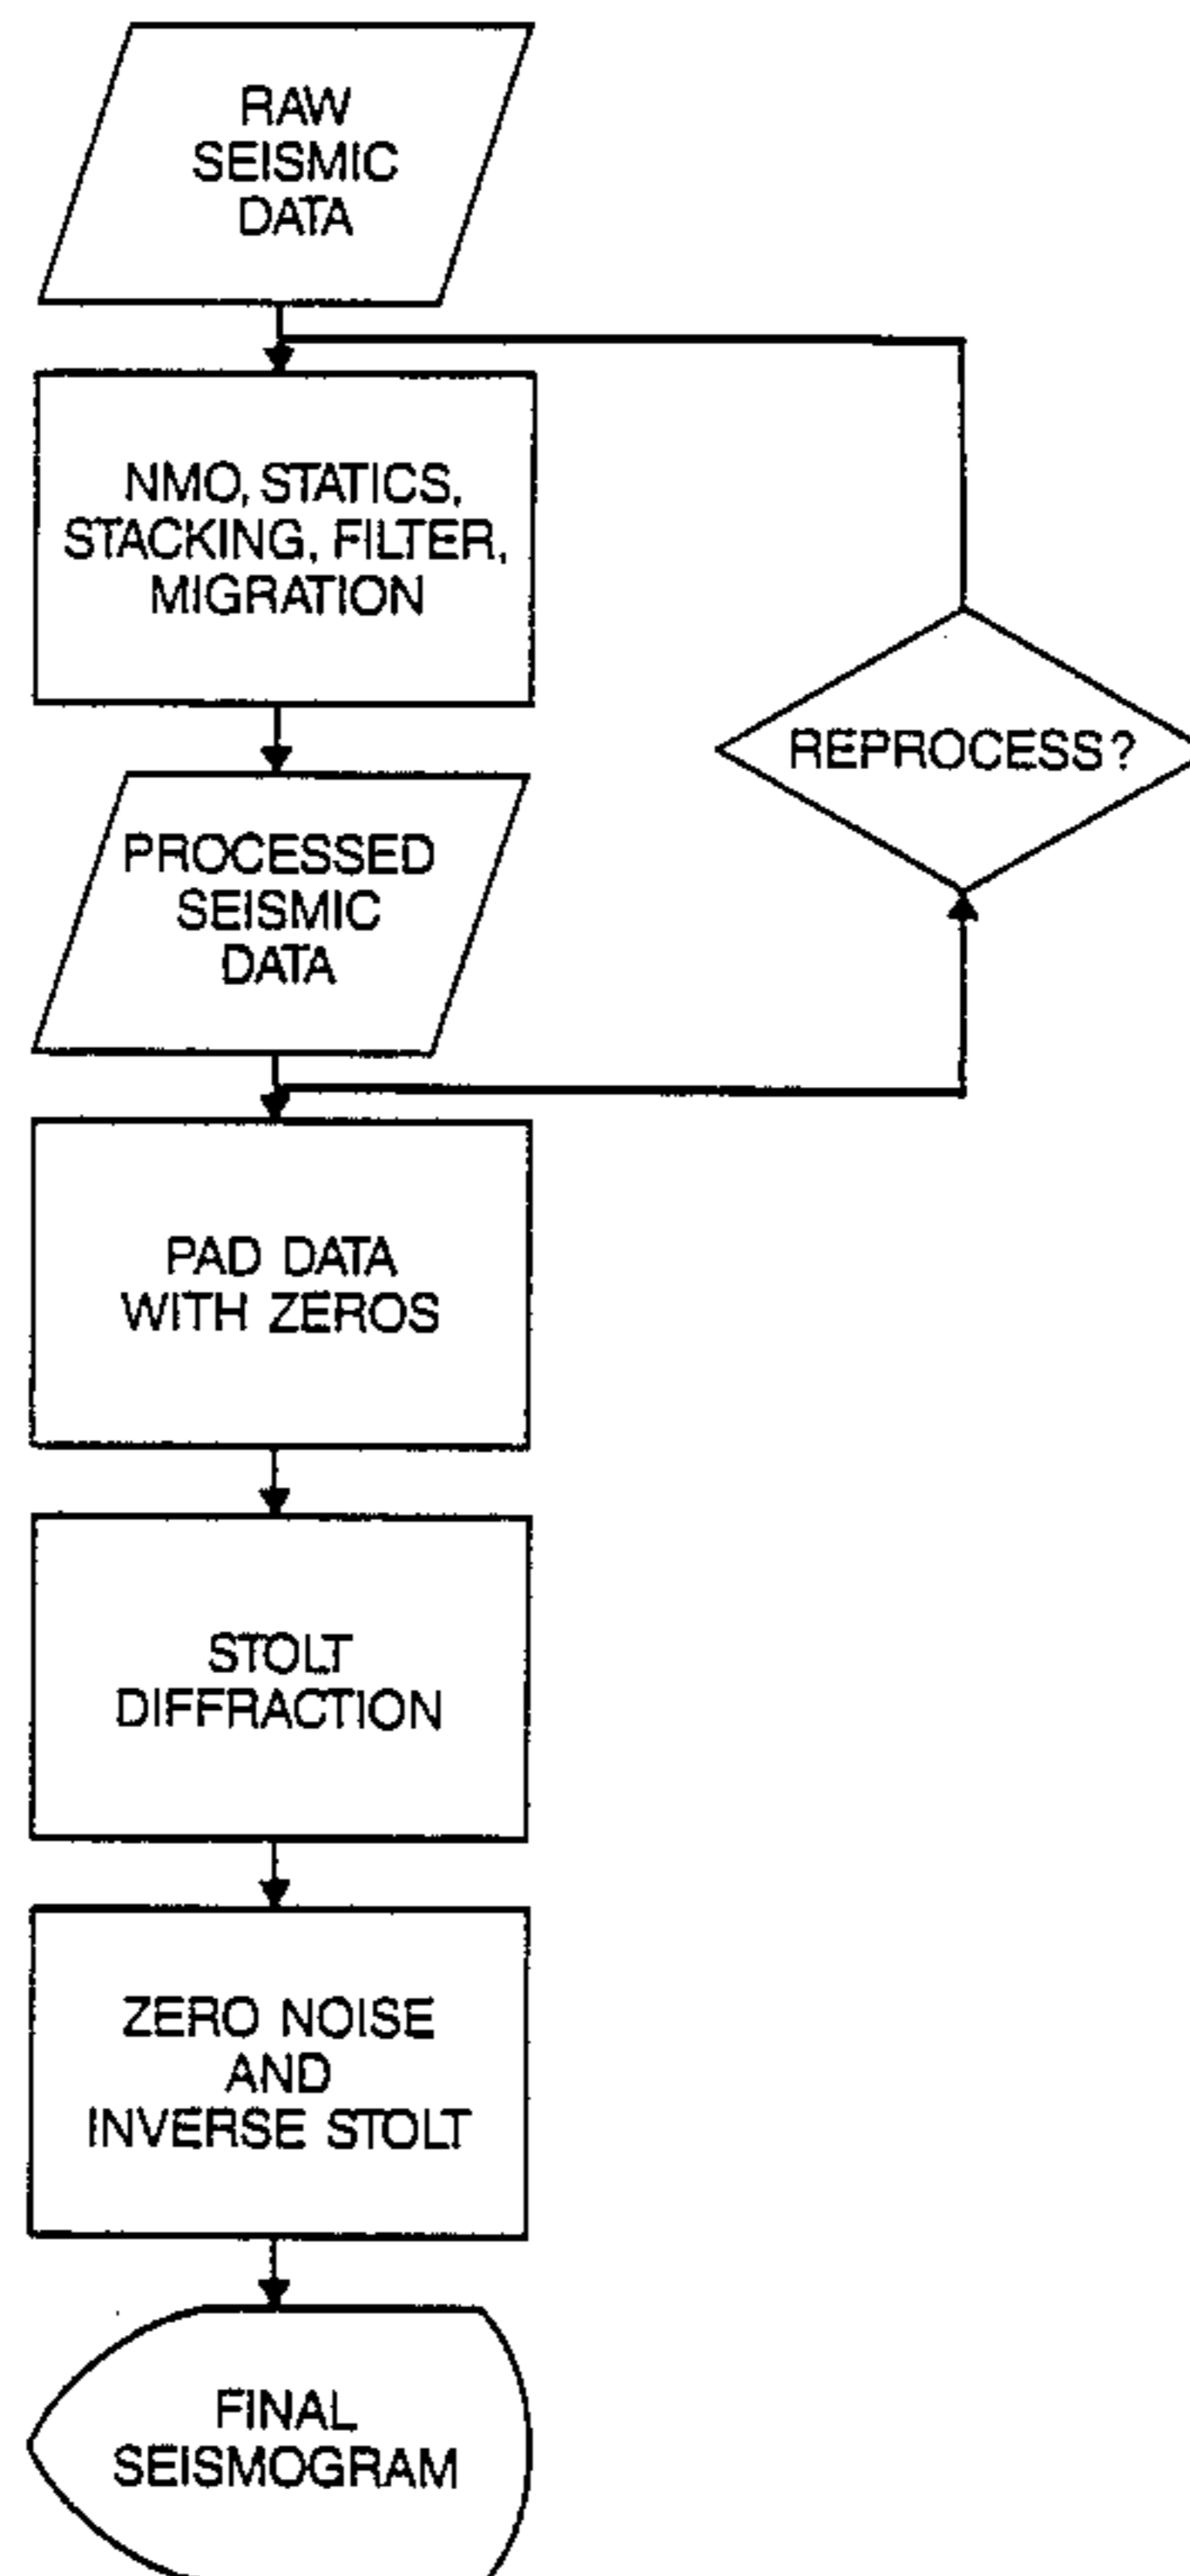 RAW
SEISMIC
DATA
NMO, STATICS,
STACKING, FILTER,
MIGRATION
REPROCESS?
PROCESSED
SEISMIC
DATA
PAD DATA
WITH ZEROS
STOLT
DIFFRACTION
ZERO NOISE
AND
INVERSE STOLT
FINAL
SEISMOGRAM